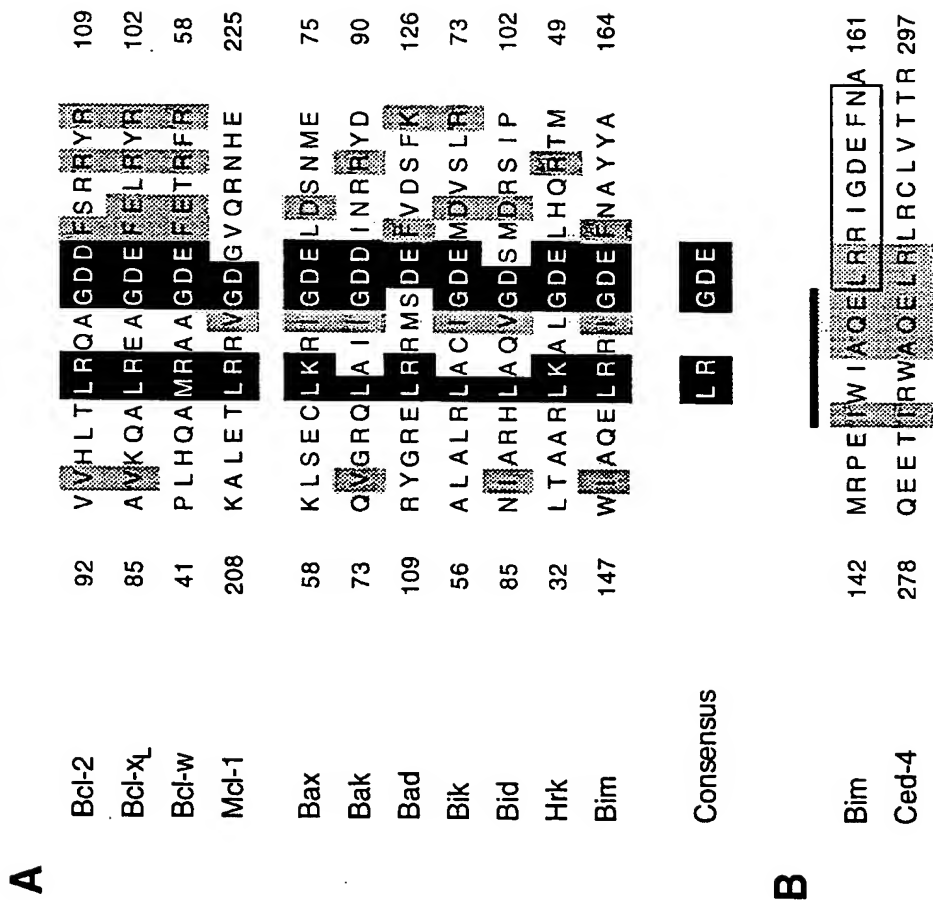 A
Bcl-2 92 V V H L T L R Q A G D D F S R R Y R 109
Bcl-xL 85 A V K Q A L R E A G D E F E L R Y R 102
Bcl-w 41 P L H Q A M R A A G D E F E T R F R 58
Mcl-1 208 K A L E T L R R V G D G V Q R N H E 225
Bax 58 K L S E C L K R I G D E L D S N M E 75
Bak 73 Q V G R Q L A I I G D D I N R R Y D 90
Bad 109 R Y G R E L R R M S D E F V D S F K 126
Bik 56 A L A L R L A C I G D E M D V S L R 73
Bid 85 N I A R H L A Q V G D S M D R S I P 102
Hrk 32 L T A A R L K A L G D E L H Q R T M 49
Bim 147 W I A Q E L R R I G D E F N A Y Y A 164
Consensus L R G D E
B
Bim 142 M R P E I W I A Q E L R R I G D E F N A 161
Ced-4 278 Q E E T I R W A Q E L R L R C L V T T R 297